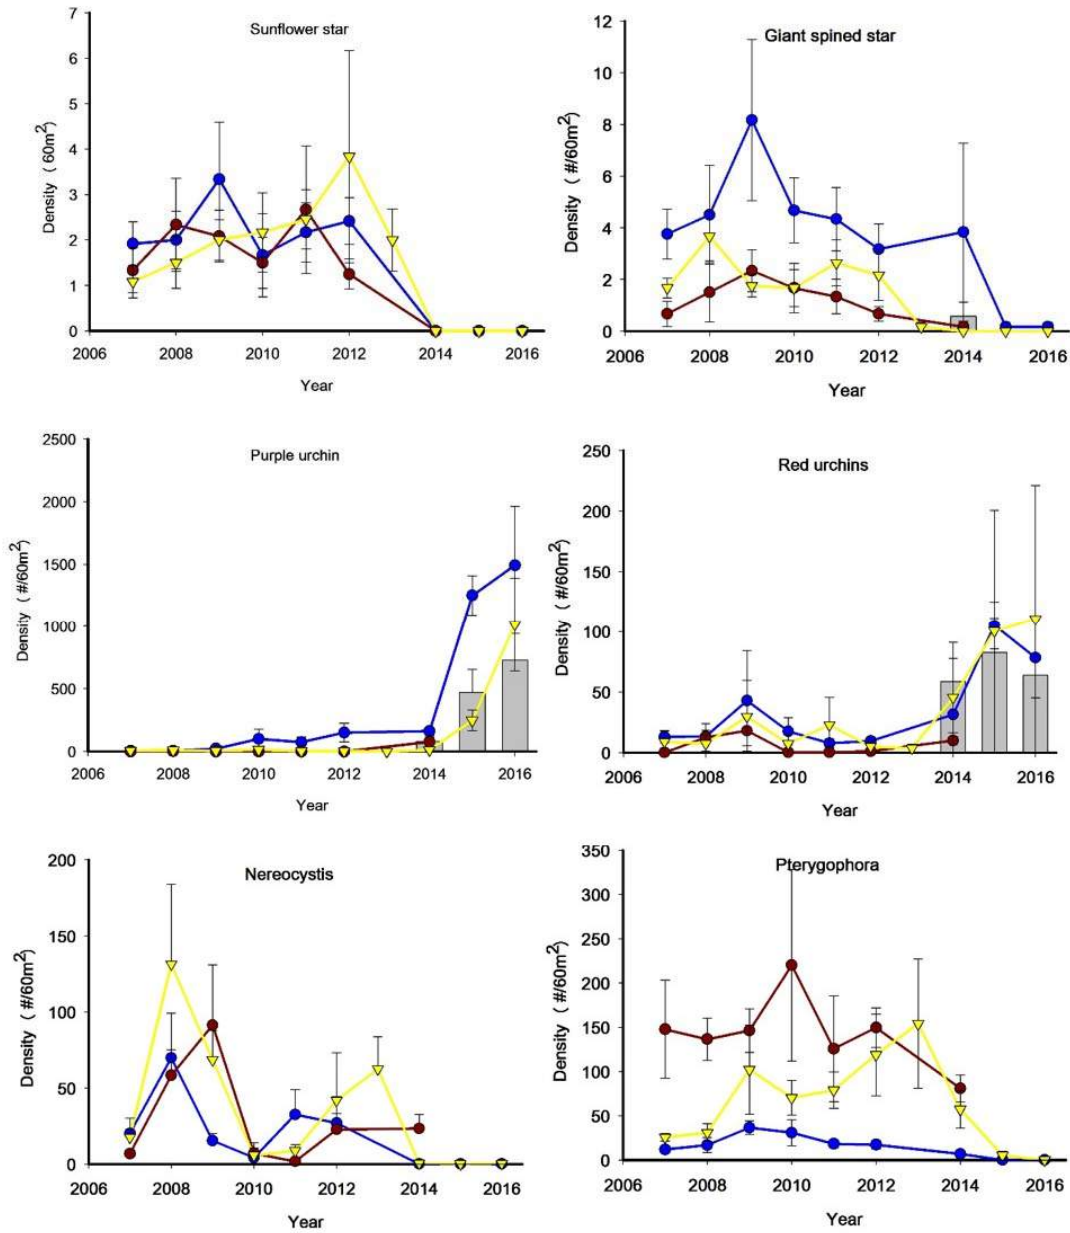 Sunflower star
Density ( 60m²)
7
6
5
4
3
2
1
0
2006 2008 2010 2012 2014 2016
Year
Giant spined star
Density ( #/60m²)
12
10
8
6
4
2
0
2006 2008 2010 2012 2014 2016
Year
Purple urchin
Density ( #/60m²)
2500
2000
1500
1000
500
0
2006 2008 2010 2012 2014 2016
Year
Red urchins
Density ( #/60m²)
250
200
150
100
50
0
2006 2008 2010 2012 2014 2016
Year
Nereocystis
Density ( #/60m²)
200
150
100
50
0
2006 2008 2010 2012 2014 2016
Year
Pterygophora
Density ( #/60m²)
350
300
250
200
150
100
50
0
2006 2008 2010 2012 2014 2016
Year